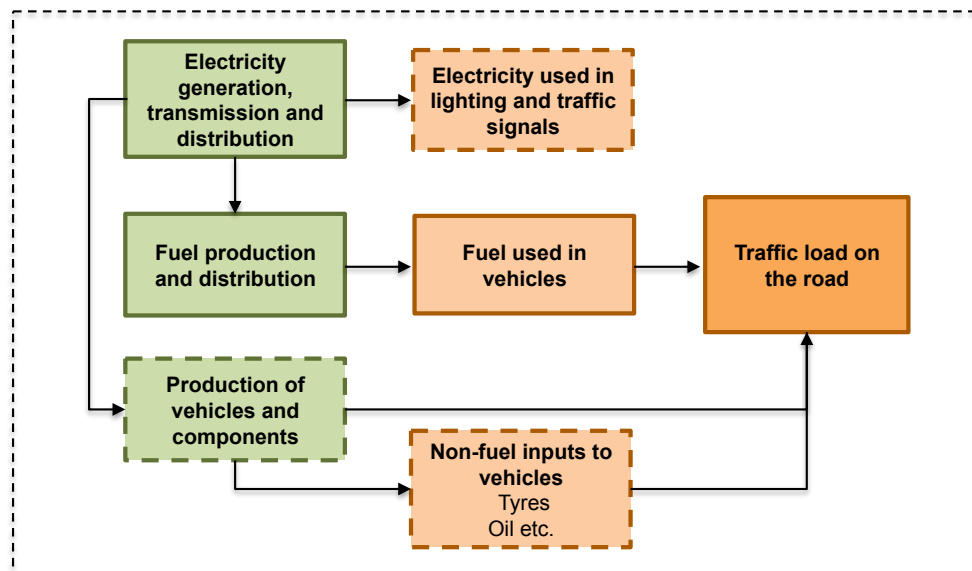 Electricity
generation,
transmission and
distribution
Electricity used in
lighting and traffic
signals
Fuel production
and distribution
Fuel used in
vehicles
Traffic load on
the road
Production of
vehicles and
components
Non-fuel inputs to
vehicles
Tyres
Oil etc.